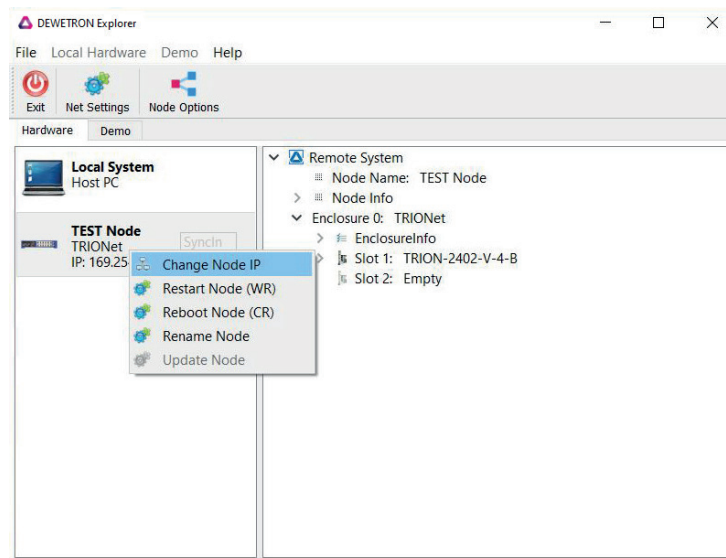 DEWETRON Explorer
File Local Hardware Demo Help
Exit Net Settings Node Options
Hardware Demo
Local System
Host PC
TEST Node
TRIONet
SyncIn
IP: 169.25
Change Node IP
Restart Node (WR)
Reboot Node (CR)
Rename Node
Update Node
Remote System
Node Name: TEST Node
Node Info
Enclosure 0: TRIONet
EnclosureInfo
Slot 1: TRION-2402-V-4-B
Slot 2: Empty